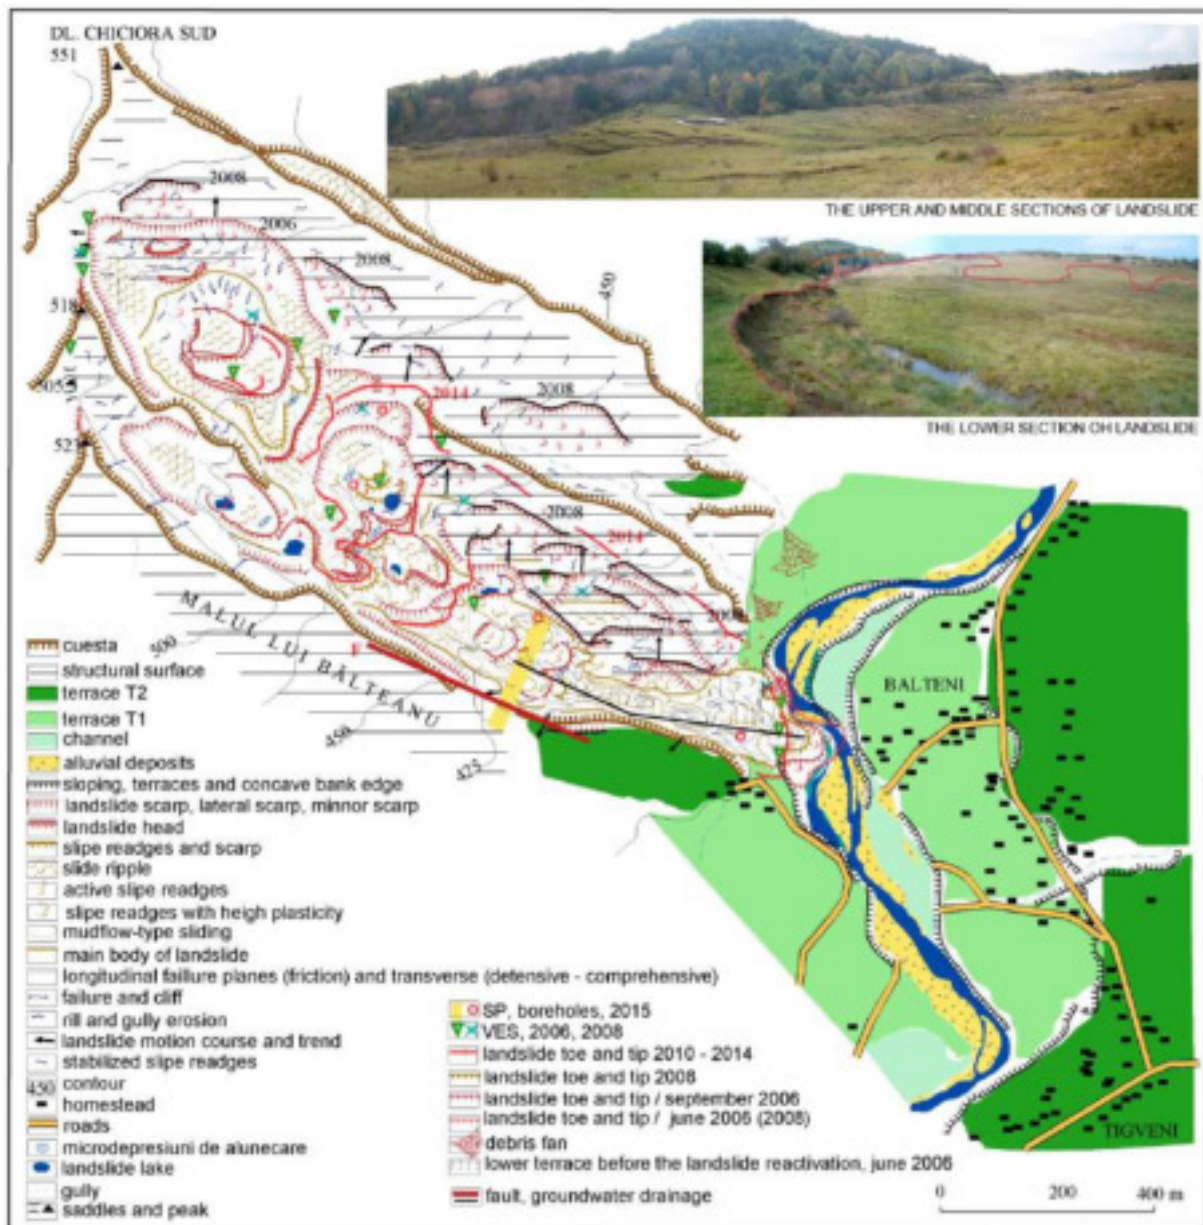 DL. CHICIORA SUD
551
THE UPPER AND MIDDLE SECTIONS OF LANDSLIDE
THE LOWER SECTION OH LANDSLIDE
2008
2006
2008
450
518
2014
2008
505
523
2008
2014
MALUL LUI BĂLTEANU
500
450
425
F
BALTENI
TIGVENI
cuesta
structural surface
terrace T2
terrace T1
channel
alluvial deposits
sloping, terraces and concave bank edge
landslide scarp, lateral scarp, minnor scarp
landslide head
slipe readges and scarp
slide ripple
active slipe readges
slipe readges with heigh plasticity
mudflow-type sliding
main body of landslide
longitudinal faillure planes (friction) and transverse (detensive - comprehensive)
failure and cliff
rill and gully erosion
landslide motion course and trend
stabilized slipe readges
450 contour
homestead
roads
microdepresiuni de alunecare
landslide lake
gully
saddles and peak
SP, boreholes, 2015
VES, 2006, 2008
landslide toe and tip 2010 - 2014
landslide toe and tip 2008
landslide toe and tip / september 2006
landslide toe and tip / june 2006 (2008)
debris fan
lower terrace before the landslide reactivation, june 2006
fault, groundwater drainage
0 200 400 m